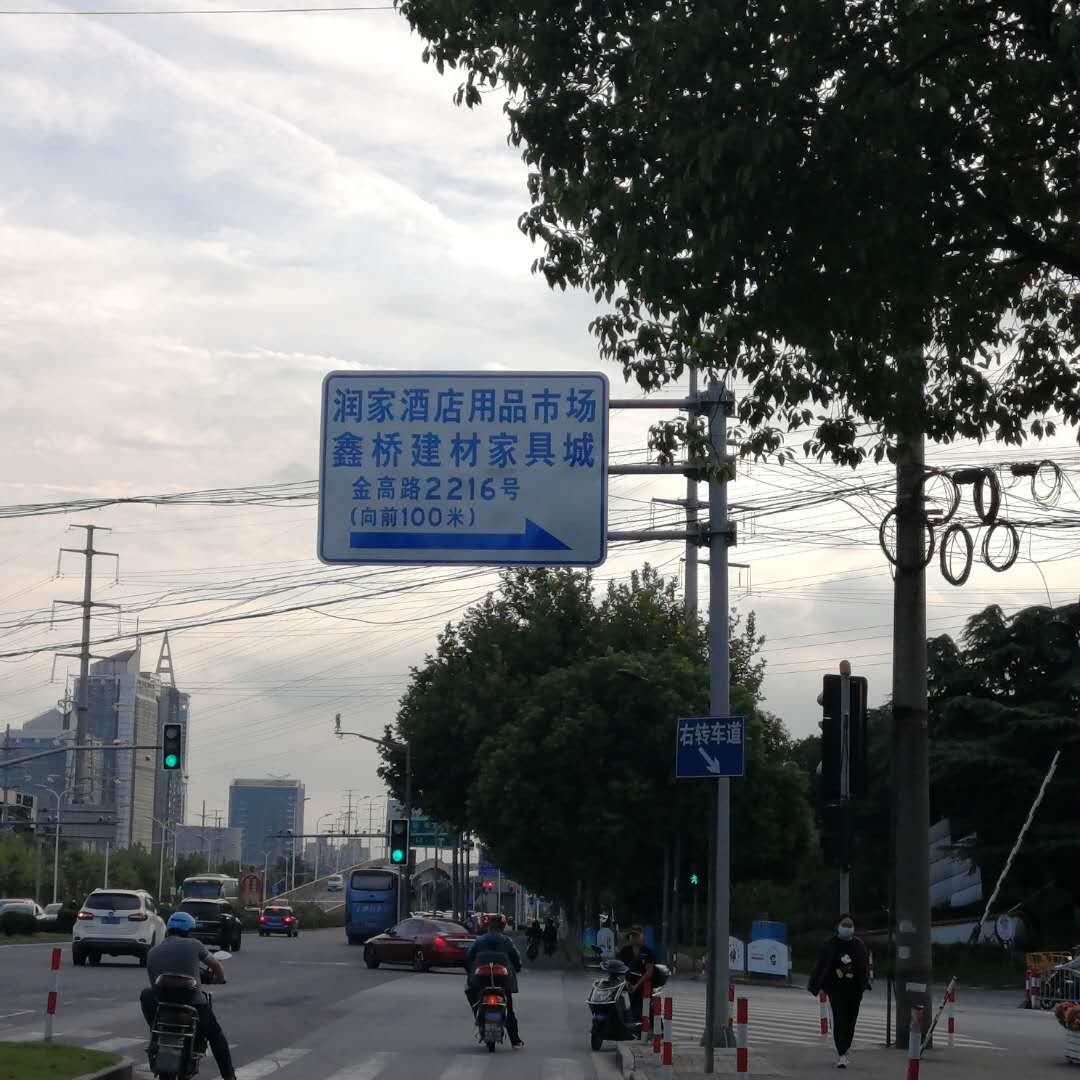 润家酒店用品市场
鑫桥建材家具城
金高路2216号
(向前100米)
右转车道